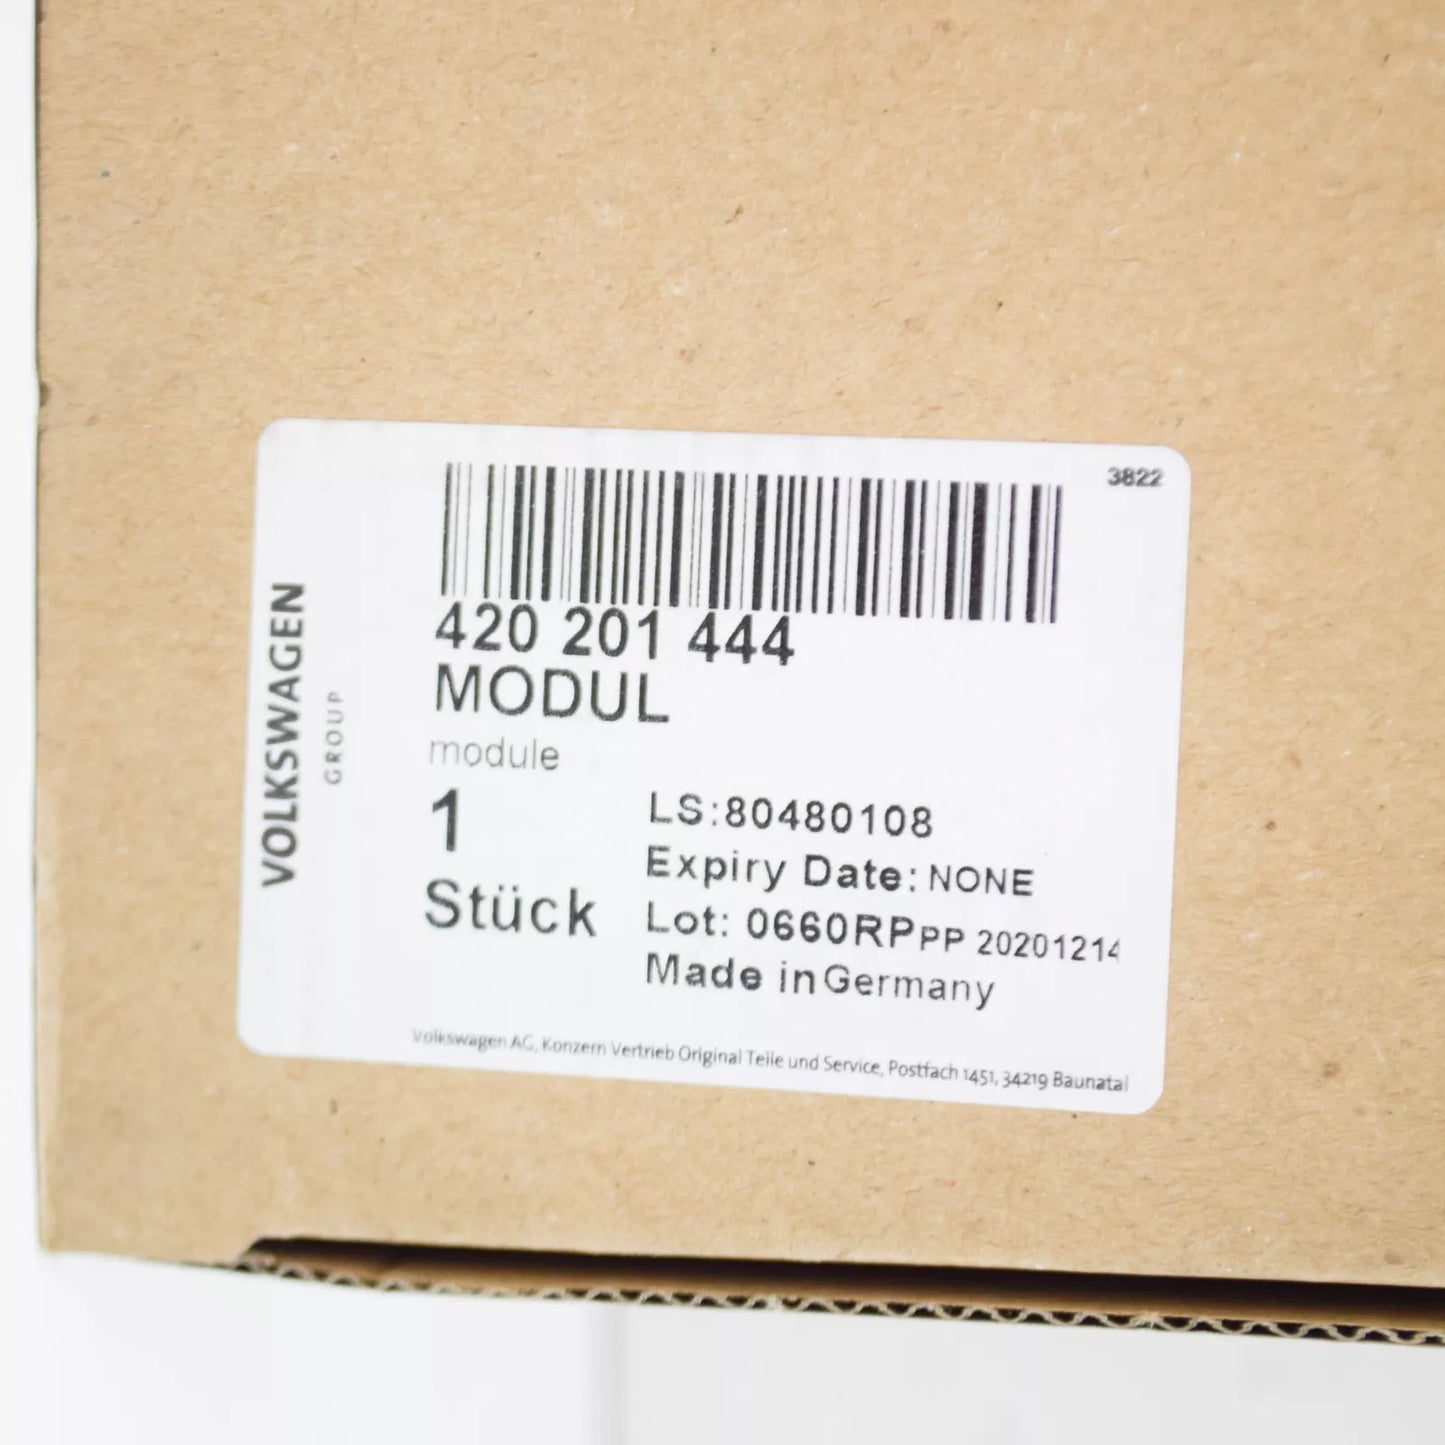 3822
VOLKSWAGEN
GROUP
420 201 444
MODUL
module
1
Stück
LS:80480108
Expiry Date: NONE
Lot: 0660RPPP 20201214
Made in Germany
Volkswagen AG, Konzern Vertrieb Original Teile und Service, Postfach 1451, 34219 Baunatal